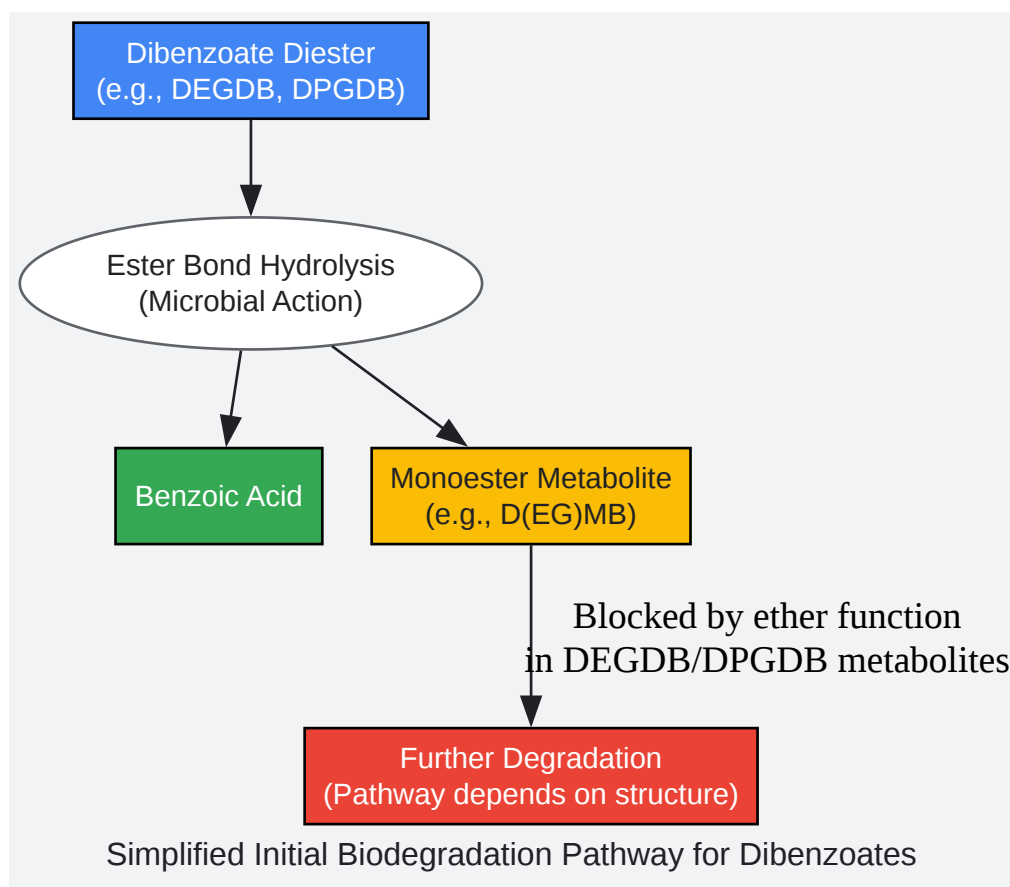 Dibenzoate Diester
(e.g., DEGDB, DPGDB)
Ester Bond Hydrolysis
(Microbial Action)
Benzoic Acid
Monoester Metabolite
(e.g., D(EG)MB)
Blocked by ether function
in DEGDB/DPGDB metabolites
Further Degradation
(Pathway depends on structure)
Simplified Initial Biodegradation Pathway for Dibenzoates